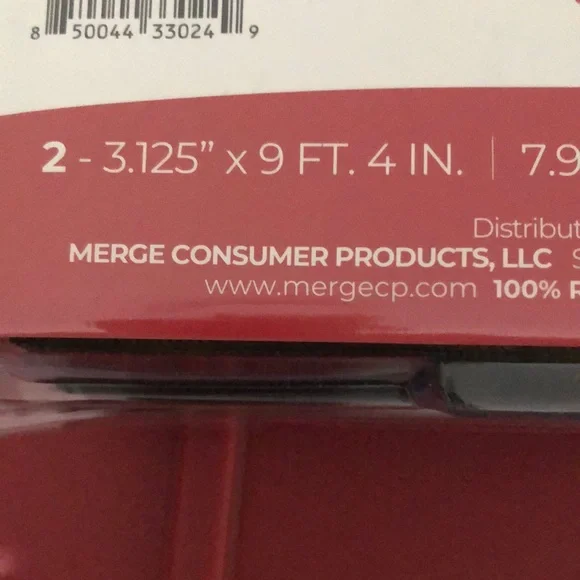 8 50044 33024 9
2 - 3.125" x 9 FT. 4 IN. | 7.9
Distribut
MERGE CONSUMER PRODUCTS, LLC S
www.mergecp.com 100% R